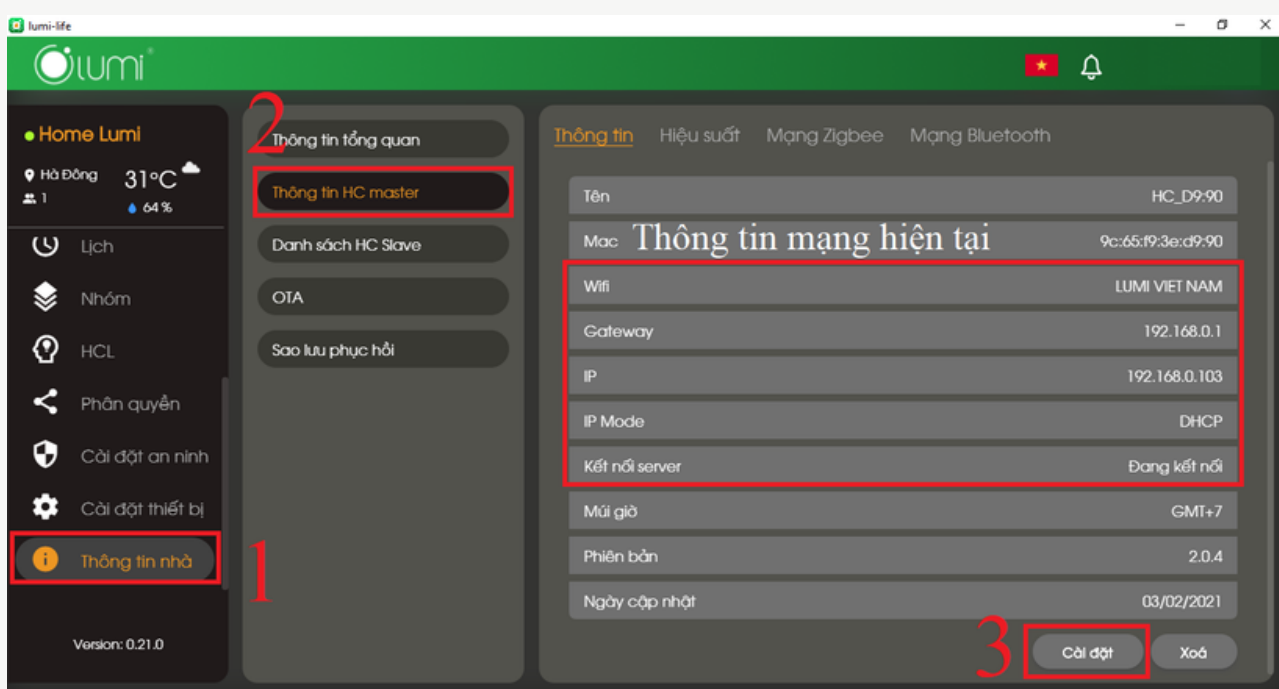 lumi-life
lumi
Home Lumi
Hà Đông
31°C
1
64%
Lịch
Nhóm
HCL
Phân quyền
Cài đặt an ninh
Cài đặt thiết bị
Thông tin nhà
1
Version: 0.21.0
2
Thông tin tổng quan
Thông tin HC master
Danh sách HC Slave
OTA
Sao lưu phục hồi
Thông tin Hiệu suất Mạng Zigbee Mạng Bluetooth
Tên HC_D9:90
Mac Thông tin mạng hiện tại 9c:65:f9:3e:d9:90
Wifi LUMI VIET NAM
Gateway 192.168.0.1
IP 192.168.0.103
IP Mode DHCP
Kết nối server Đang kết nối
Múi giờ GMT+7
Phiên bản 2.0.4
Ngày cập nhật 03/02/2021
3 Cài đặt Xoá